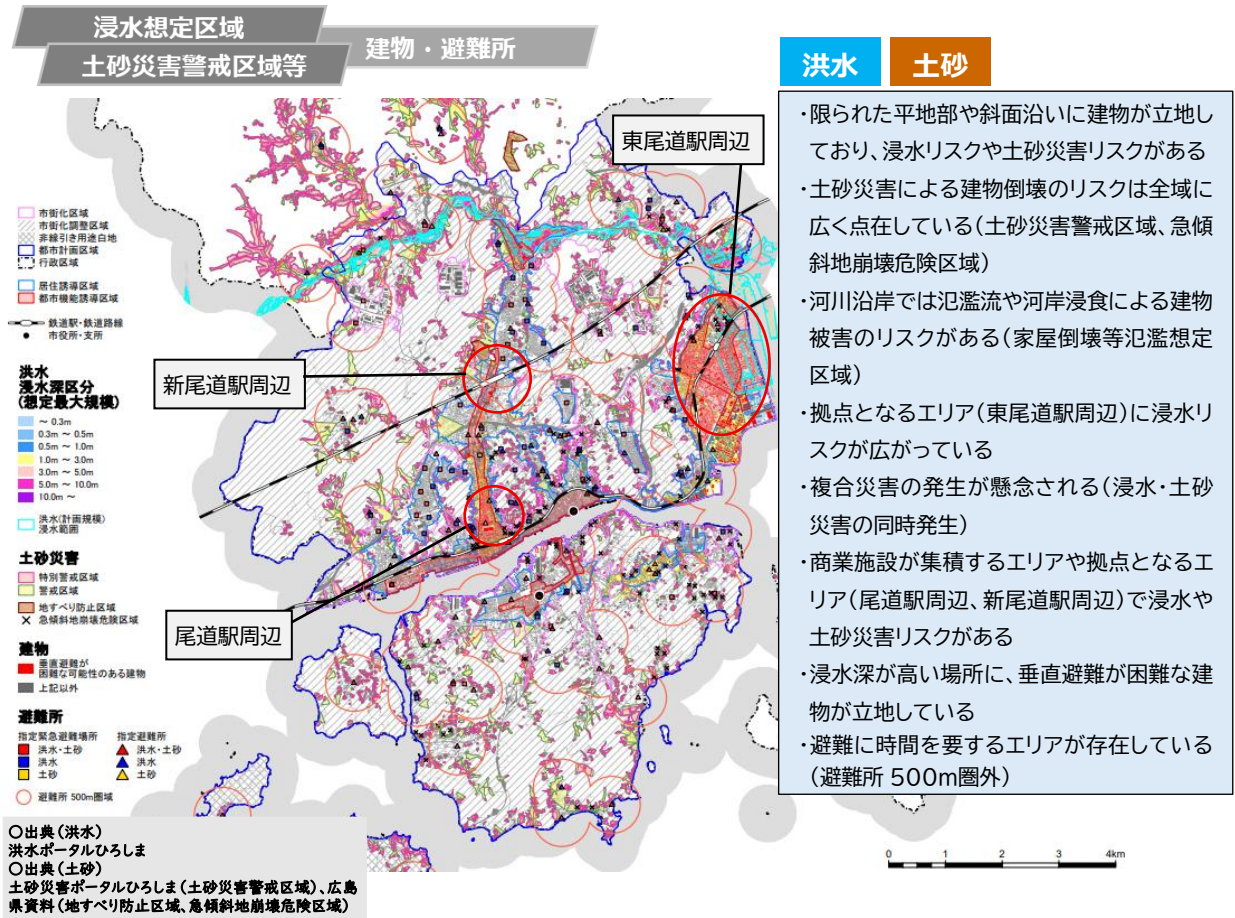 浸水想定区域
土砂災害警戒区域等
建物・避難所
洪水
土砂
・限られた平地部や斜面沿いに建物が立地し
ており、浸水リスクや土砂災害リスクがある
・土砂災害による建物倒壊のリスクは全域に
広く点在している(土砂災害警戒区域、急傾
斜地崩壊危険区域)
・河川沿岸では氾濫流や河岸浸食による建物
被害のリスクがある(家屋倒壊等氾濫想定
区域)
・拠点となるエリア(東尾道駅周辺)に浸水リ
スクが広がっている
・複合災害の発生が懸念される(浸水・土砂
災害の同時発生)
・商業施設が集積するエリアや拠点となるエ
リア(尾道駅周辺、新尾道駅周辺)で浸水や
土砂災害リスクがある
・浸水深が高い場所に、垂直避難が困難な建
物が立地している
・避難に時間を要するエリアが存在している
(避難所 500m圏外)
東尾道駅周辺
新尾道駅周辺
尾道駅周辺
市街化区域
市街化調整区域
非線引き用途白地
都市計画区域
行政区域
居住誘導区域
都市機能誘導区域
鉄道駅・鉄道路線
市役所・支所
洪水
浸水深区分
(想定最大規模)
~ 0.3m
0.3m ~ 0.5m
0.5m ~ 1.0m
1.0m ~ 3.0m
3.0m ~ 5.0m
5.0m ~ 10.0m
10.0m ~
洪水(計画規模)
浸水範囲
土砂災害
特別警戒区域
警戒区域
地すべり防止区域
急傾斜地崩壊危険区域
建物
垂直避難が
困難な可能性のある建物
上記以外
避難所
指定緊急避難場所 指定避難所
洪水・土砂 洪水・土砂
洪水 洪水
土砂 土砂
避難所 500m圏域
○出典(洪水)
洪水ポータルひろしま
○出典(土砂)
土砂災害ポータルひろしま(土砂災害警戒区域)、広島
県資料(地すべり防止区域、急傾斜地崩壊危険区域)
0 1 2 3 4km